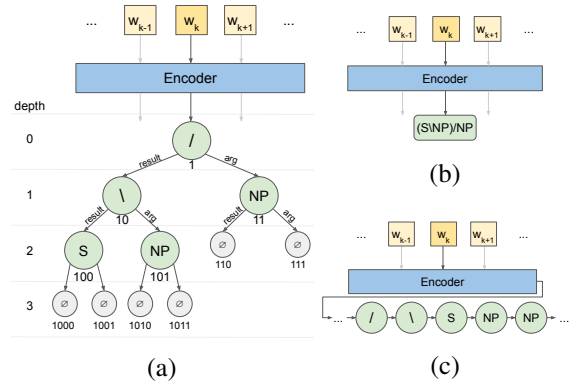 ... w_{k-1} w_k w_{k+1} ...
Encoder
depth
0 /
result 1 arg
1 \ NP
result 10 arg result 11 arg
2 S NP ∅ ∅
100 101 110 111
3 ∅ ∅ ∅ ∅
1000 1001 1010 1011
(a)
... w_{k-1} w_k w_{k+1} ...
Encoder
(S\NP)/NP
(b)
... w_{k-1} w_k w_{k+1} ...
Encoder
... / \ S NP NP ...
(c)